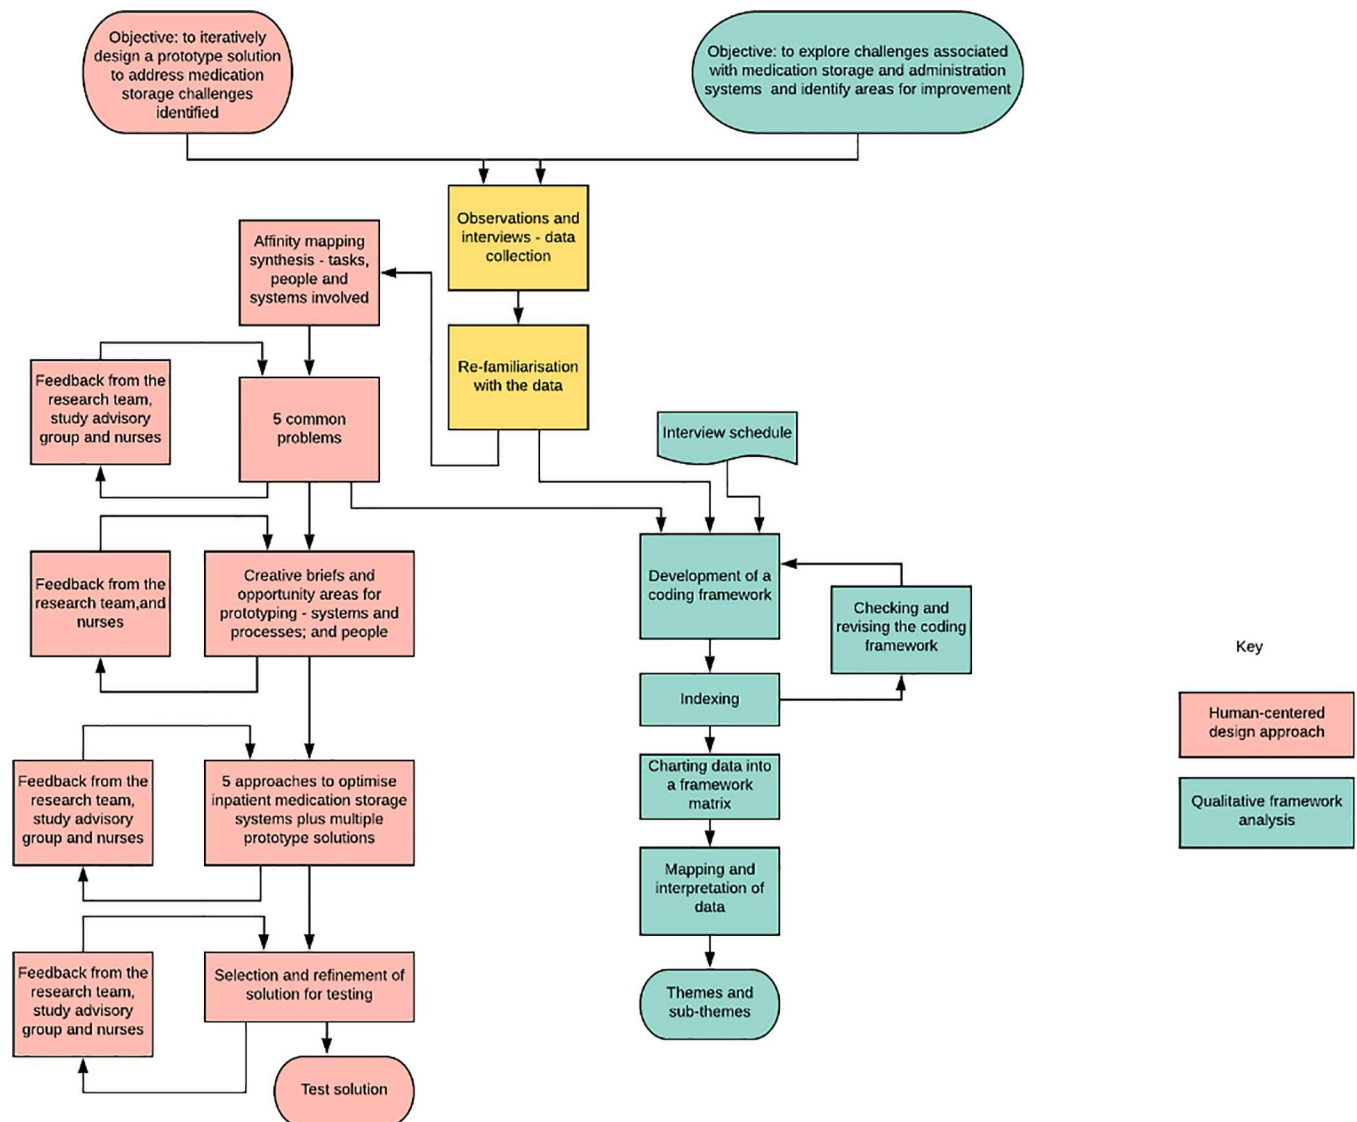 Objective: to iteratively
design a prototype solution
to address medication
storage challenges
identified
Objective: to explore challenges associated
with medication storage and administration
systems and identify areas for improvement
Observations and
interviews - data
collection
Affinity mapping
synthesis - tasks,
people and
systems involved
Re-familiarisation
with the data
Feedback from the
research team,
study advisory
group and nurses
5 common
problems
Interview schedule
Feedback from the
research team,and
nurses
Creative briefs and
opportunity areas for
prototyping - systems and
processes; and people
Development of a
coding framework
Checking and
revising the coding
framework
Indexing
Charting data into
a framework
matrix
Feedback from the
research team,
study advisory
group and nurses
5 approaches to optimise
inpatient medication storage
systems plus multiple
prototype solutions
Mapping and
interpretation of
data
Feedback from the
research team,
study advisory
group and nurses
Selection and refinement of
solution for testing
Themes and
sub-themes
Test solution
Key
Human-centered
design approach
Qualitative framework
analysis